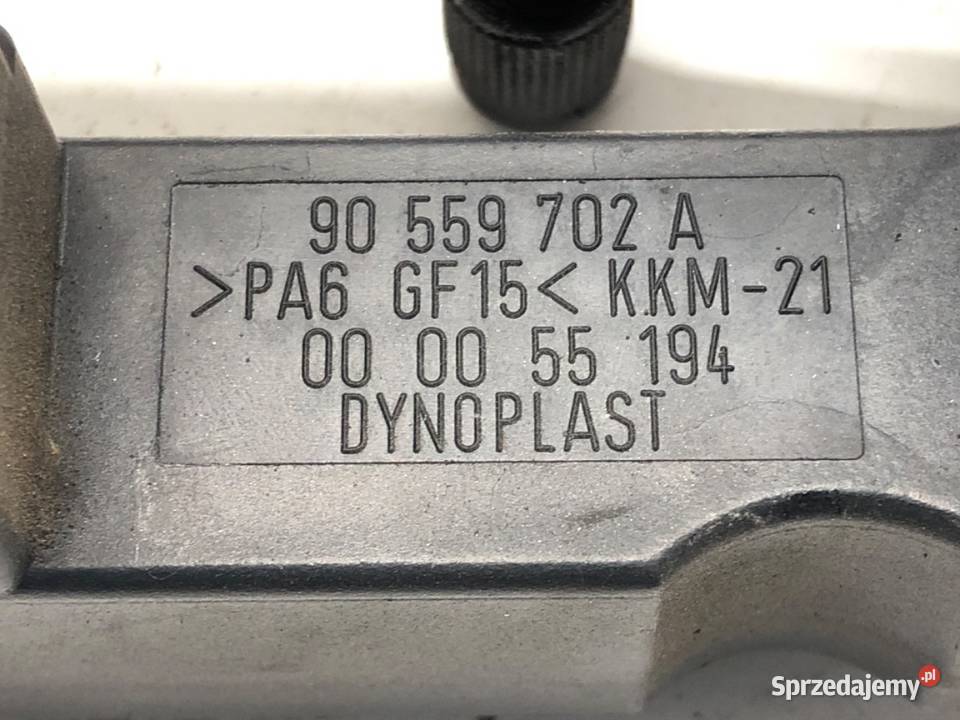 90 559 702 A
>PA6 GF15< KKM-21
00 00 55 194
DYNOPLAST
Sprzedajemy.pl